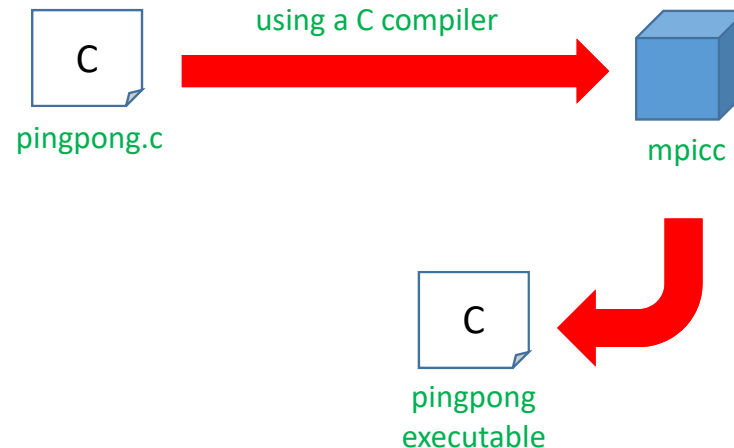 using a C compiler
C
pingpong.c
mpicc
C
pingpong
executable